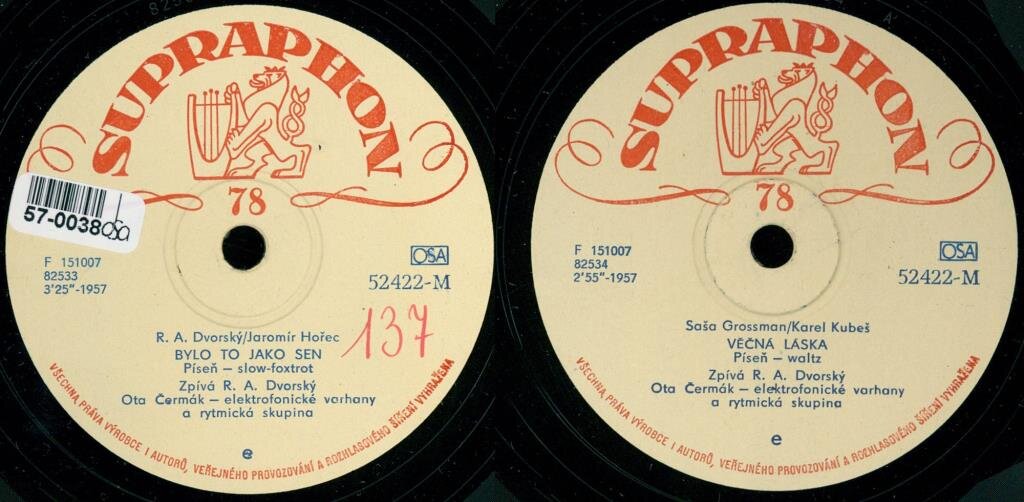 SUPRAPHON
78
57-0038
OSA
F 151007
82533
3'25"-1957
52422-M
137
R. A. Dvorský/Jaromír Hořec
BYLO TO JAKO SEN
Píseň – slow-foxtrot
Zpívá R. A. Dvorský
Ota Čermák – elektrofonické varhany
a rytmická skupina
e
VŠECHNA PRÁVA VÝROBCE I AUTORŮ, VEŘEJNÉHO PROVOZOVÁNÍ A ROZHLASOVÉHO ŠÍŘENÍ VYHRAŽENA
SUPRAPHON
78
OSA
F 151007
82534
2'55"-1957
52422-M
Saša Grossman/Karel Kubeš
VĚČNÁ LÁSKA
Píseň – waltz
Zpívá R. A. Dvorský
Ota Čermák – elektrofonické varhany
a rytmická skupina
e
VŠECHNA PRÁVA VÝROBCE I AUTORŮ, VEŘEJNÉHO PROVOZOVÁNÍ A ROZHLASOVÉHO ŠÍŘENÍ VYHRAŽENA